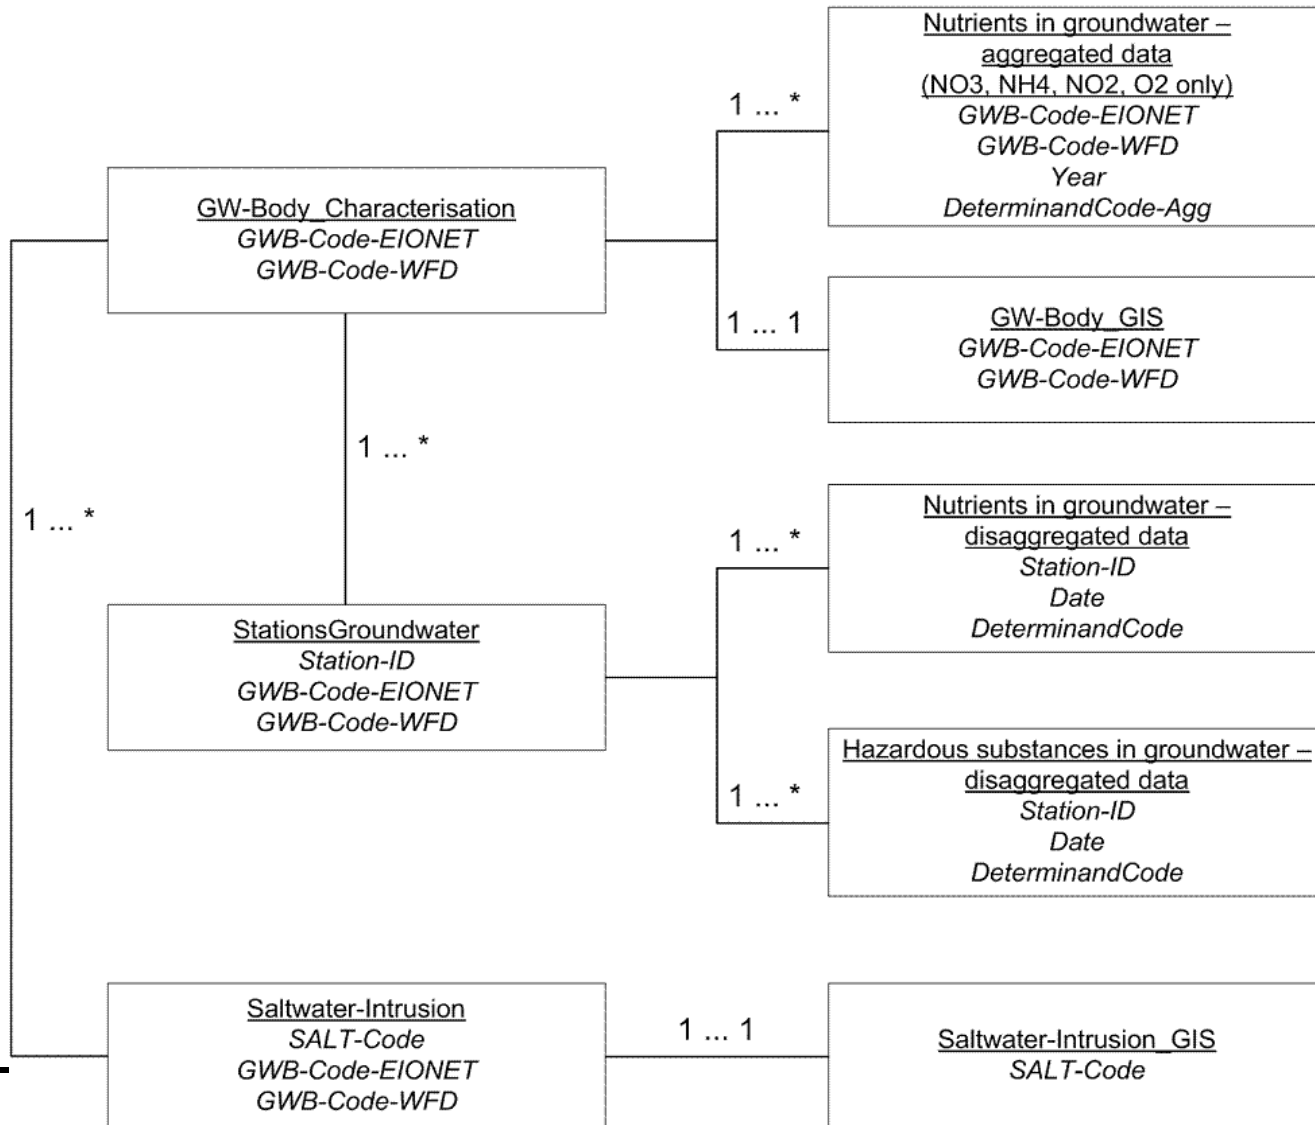 Nutrients in groundwater –
aggregated data
(NO3, NH4, NO2, O2 only)
GWB-Code-EIONET
GWB-Code-WFD
Year
DeterminandCode-Agg
1 ... *
GW-Body_Characterisation
GWB-Code-EIONET
GWB-Code-WFD
1 ... 1
GW-Body_GIS
GWB-Code-EIONET
GWB-Code-WFD
1 ... *
1 ... *
Nutrients in groundwater –
disaggregated data
Station-ID
Date
DeterminandCode
1 ... *
StationsGroundwater
Station-ID
GWB-Code-EIONET
GWB-Code-WFD
1 ... *
Hazardous substances in groundwater –
disaggregated data
Station-ID
Date
DeterminandCode
Saltwater-Intrusion
SALT-Code
GWB-Code-EIONET
GWB-Code-WFD
1 ... 1
Saltwater-Intrusion_GIS
SALT-Code